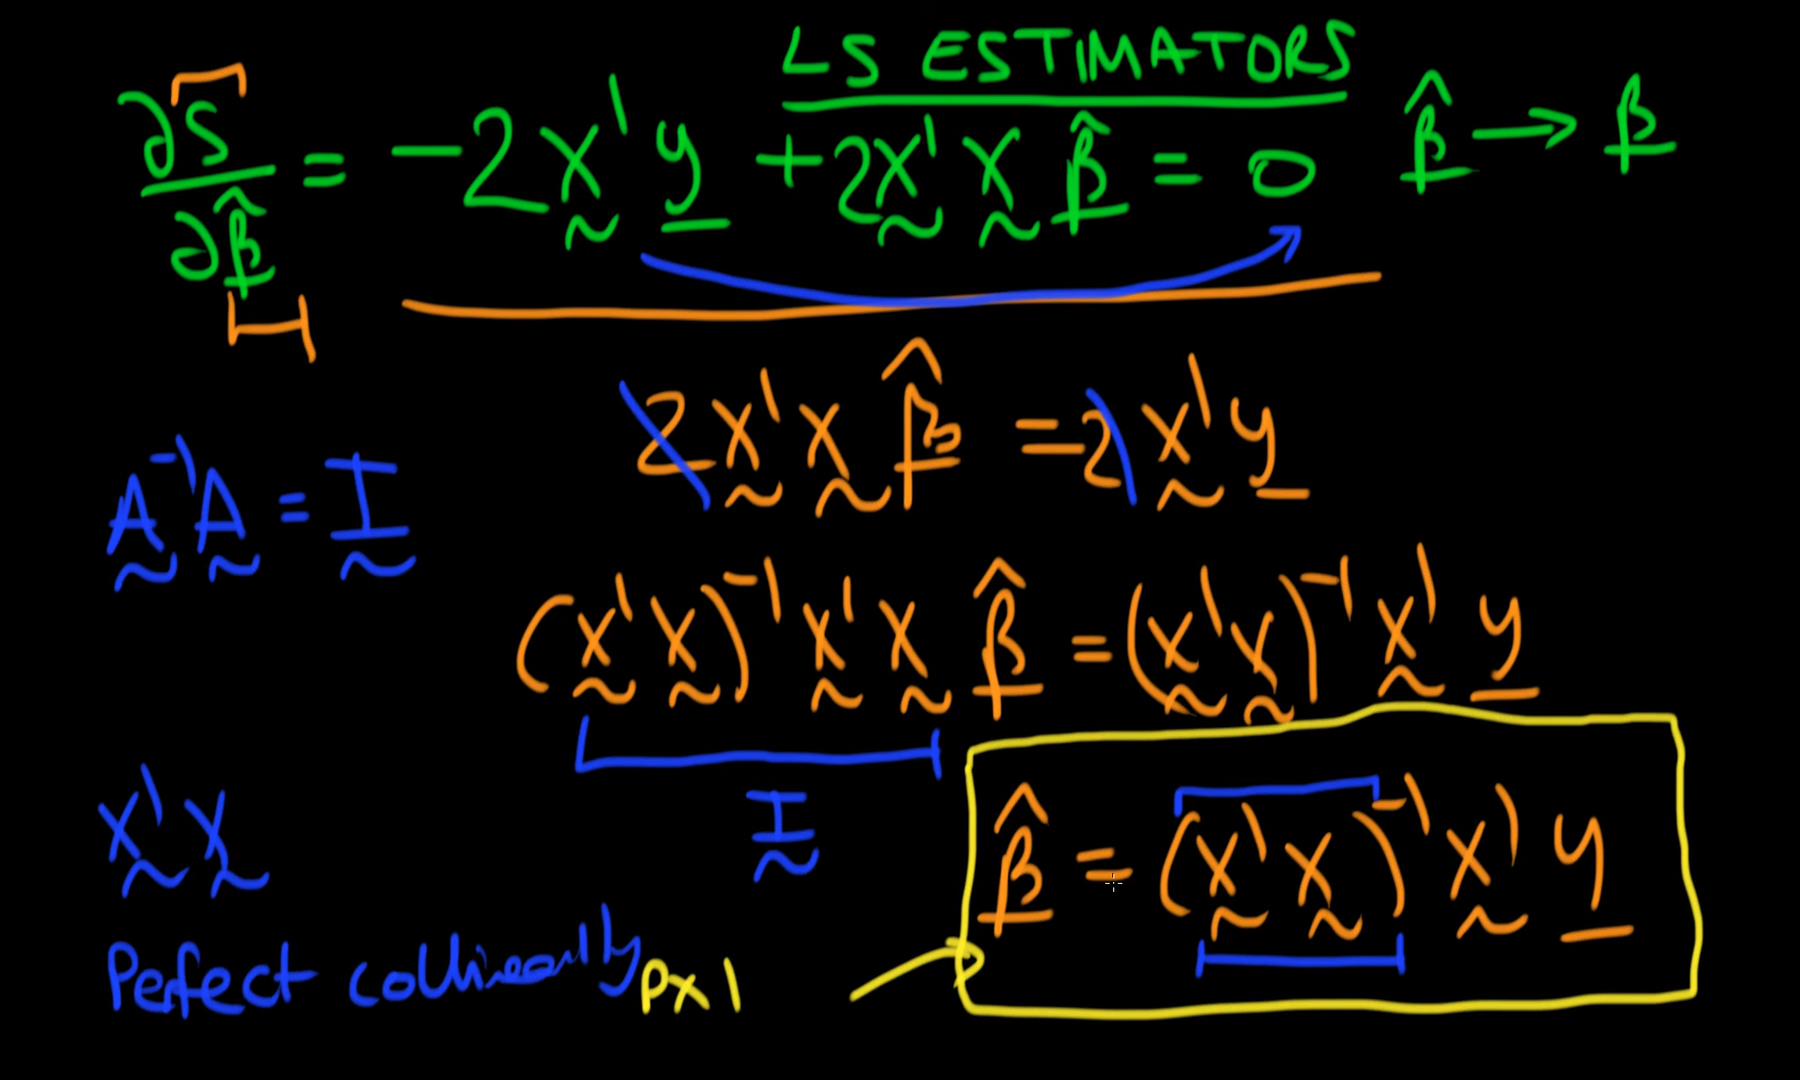 LS ESTIMATORS
∂S/∂β̂ = -2X'y + 2X'Xβ̂ = 0 β̂ → β
2X'Xβ̂ = 2X'y
A⁻¹A = I
(X'X)⁻¹X'Xβ̂ = (X'X)⁻¹X'y
I
X'X
β̂ = (X'X)⁻¹X'y
Perfect collinearity
px1